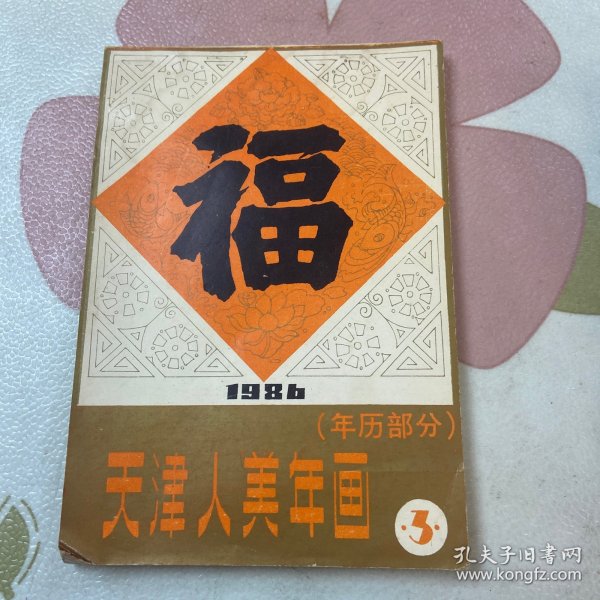 福
1986
(年历部分)
天津人美年画
·3·
孔夫子旧书网
www.kongfz.com